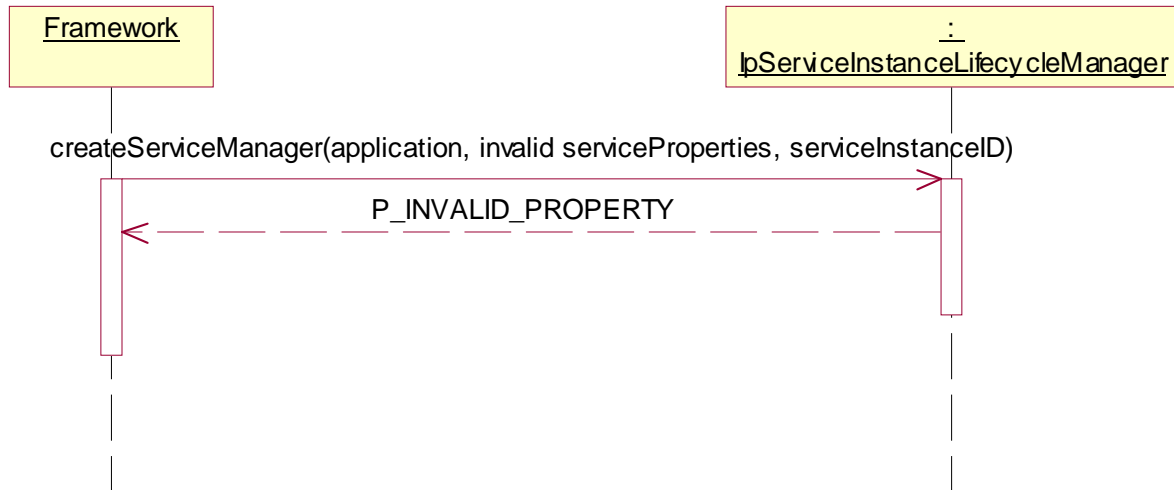 Framework
:
IpServiceInstanceLifecycleManager
createServiceManager(application, invalid serviceProperties, serviceInstanceID)
P_INVALID_PROPERTY